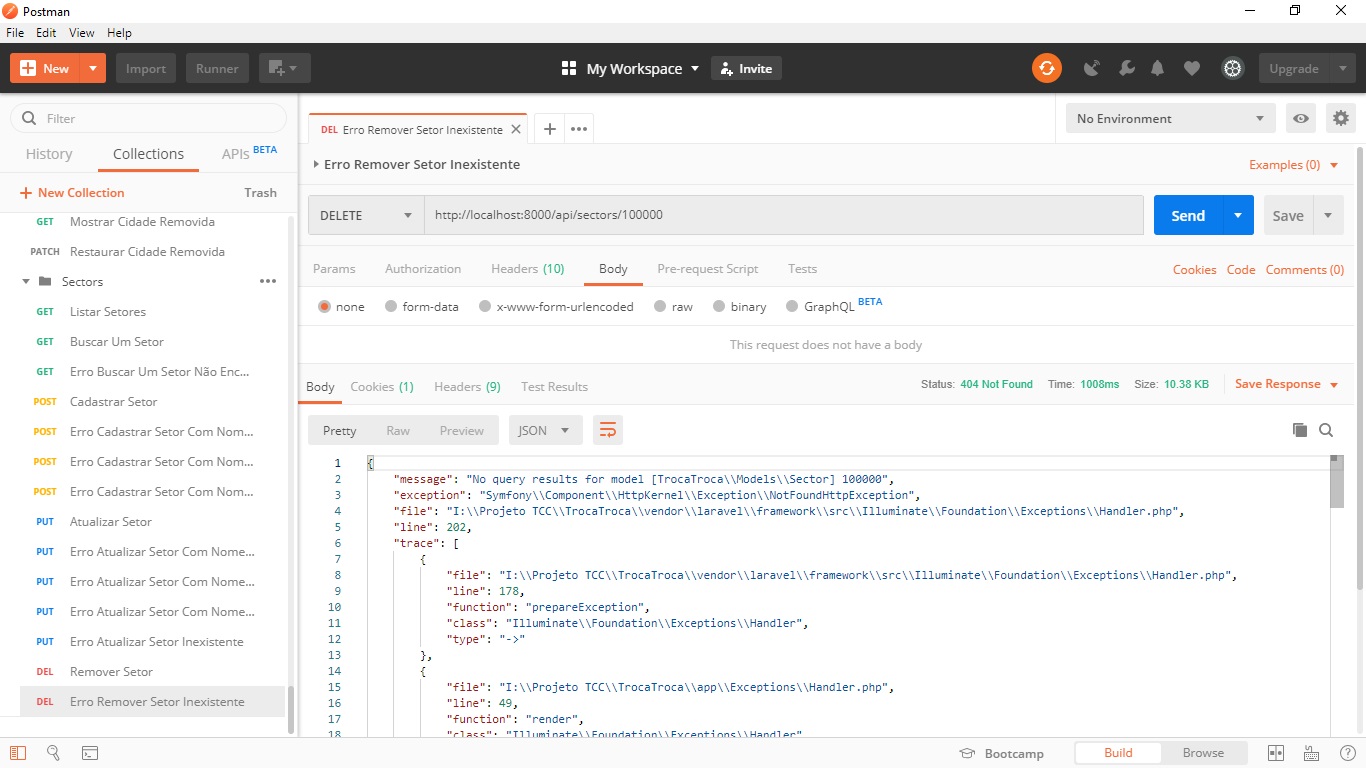 Postman
File Edit View Help
New Import Runner My Workspace Invite Upgrade
Filter
History Collections APIs BETA
New Collection Trash
GET Mostrar Cidade Removida
PATCH Restaurar Cidade Removida
Sectors
GET Listar Setores
GET Buscar Um Setor
GET Erro Buscar Um Setor Não Enc...
POST Cadastrar Setor
POST Erro Cadastrar Setor Com Nom...
POST Erro Cadastrar Setor Com Nom...
POST Erro Cadastrar Setor Com Nom...
PUT Atualizar Setor
PUT Erro Atualizar Setor Com Nome...
PUT Erro Atualizar Setor Com Nome...
PUT Erro Atualizar Setor Com Nome...
PUT Erro Atualizar Setor Inexistente
DEL Remover Setor
DEL Erro Remover Setor Inexistente
DEL Erro Remover Setor Inexistente No Environment
Erro Remover Setor Inexistente Examples (0)
DELETE http://localhost:8000/api/sectors/100000 Send Save
Params Authorization Headers (10) Body Pre-request Script Tests Cookies Code Comments (0)
none form-data x-www-form-urlencoded raw binary GraphQL BETA
This request does not have a body
Body Cookies (1) Headers (9) Test Results Status: 404 Not Found Time: 1008ms Size: 10.38 KB Save Response
Pretty Raw Preview JSON
1 {
2 "message": "No query results for model [TrocaTroca\\Models\\Sector] 100000",
3 "exception": "Symfony\\Component\\HttpKernel\\Exception\\NotFoundHttpException",
4 "file": "I:\\Projeto TCC\\TrocaTroca\\vendor\\laravel\\framework\\src\\Illuminate\\Foundation\\Exceptions\\Handler.php",
5 "line": 202,
6 "trace": [
7 {
8 "file": "I:\\Projeto TCC\\TrocaTroca\\vendor\\laravel\\framework\\src\\Illuminate\\Foundation\\Exceptions\\Handler.php",
9 "line": 178,
10 "function": "prepareException",
11 "class": "Illuminate\\Foundation\\Exceptions\\Handler",
12 "type": "->"
13 },
14 {
15 "file": "I:\\Projeto TCC\\TrocaTroca\\app\\Exceptions\\Handler.php",
16 "line": 49,
17 "function": "render",
18 "class": "Illuminate\\Foundation\\Exceptions\\Handler"
Bootcamp Build Browse